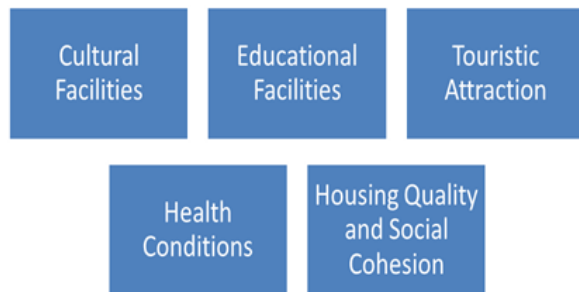 Cultural
Facilities
Educational
Facilities
Touristic
Attraction
Health
Conditions
Housing Quality
and Social
Cohesion